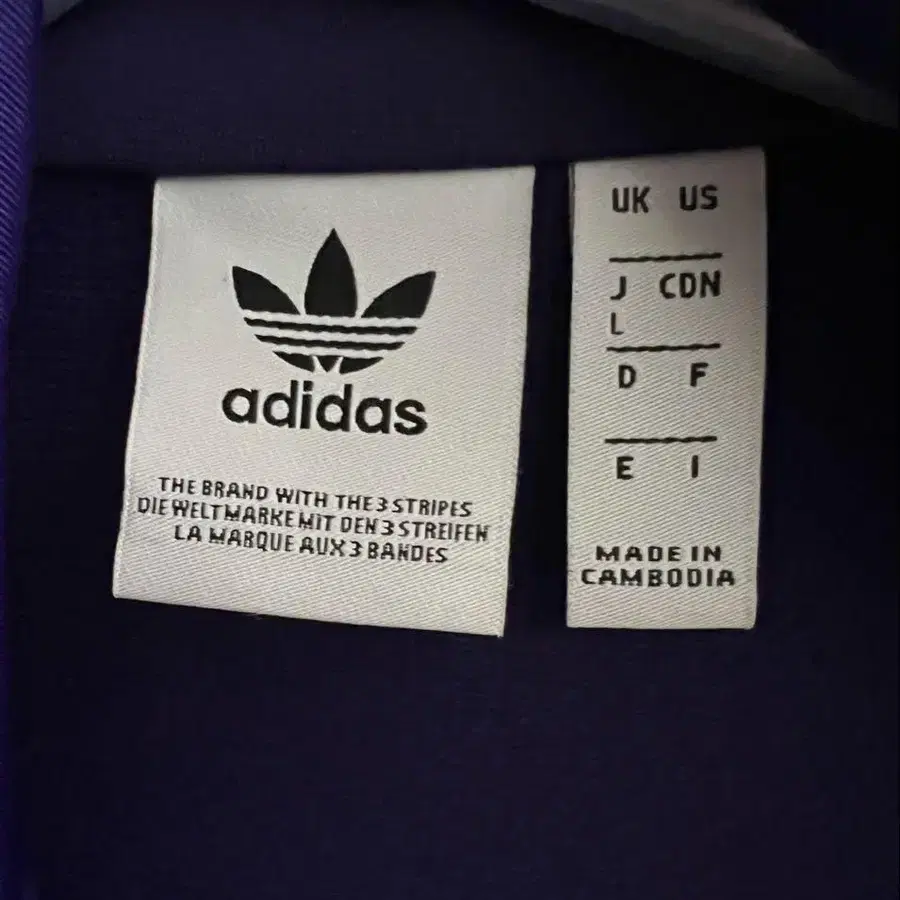 adidas
THE BRAND WITH THE 3 STRIPES
DIE WELTMARKE MIT DEN 3 STREIFEN
LA MARQUE AUX 3 BANDES
UK US
J CDN
L
D F
E I
MADE IN
CAMBODIA